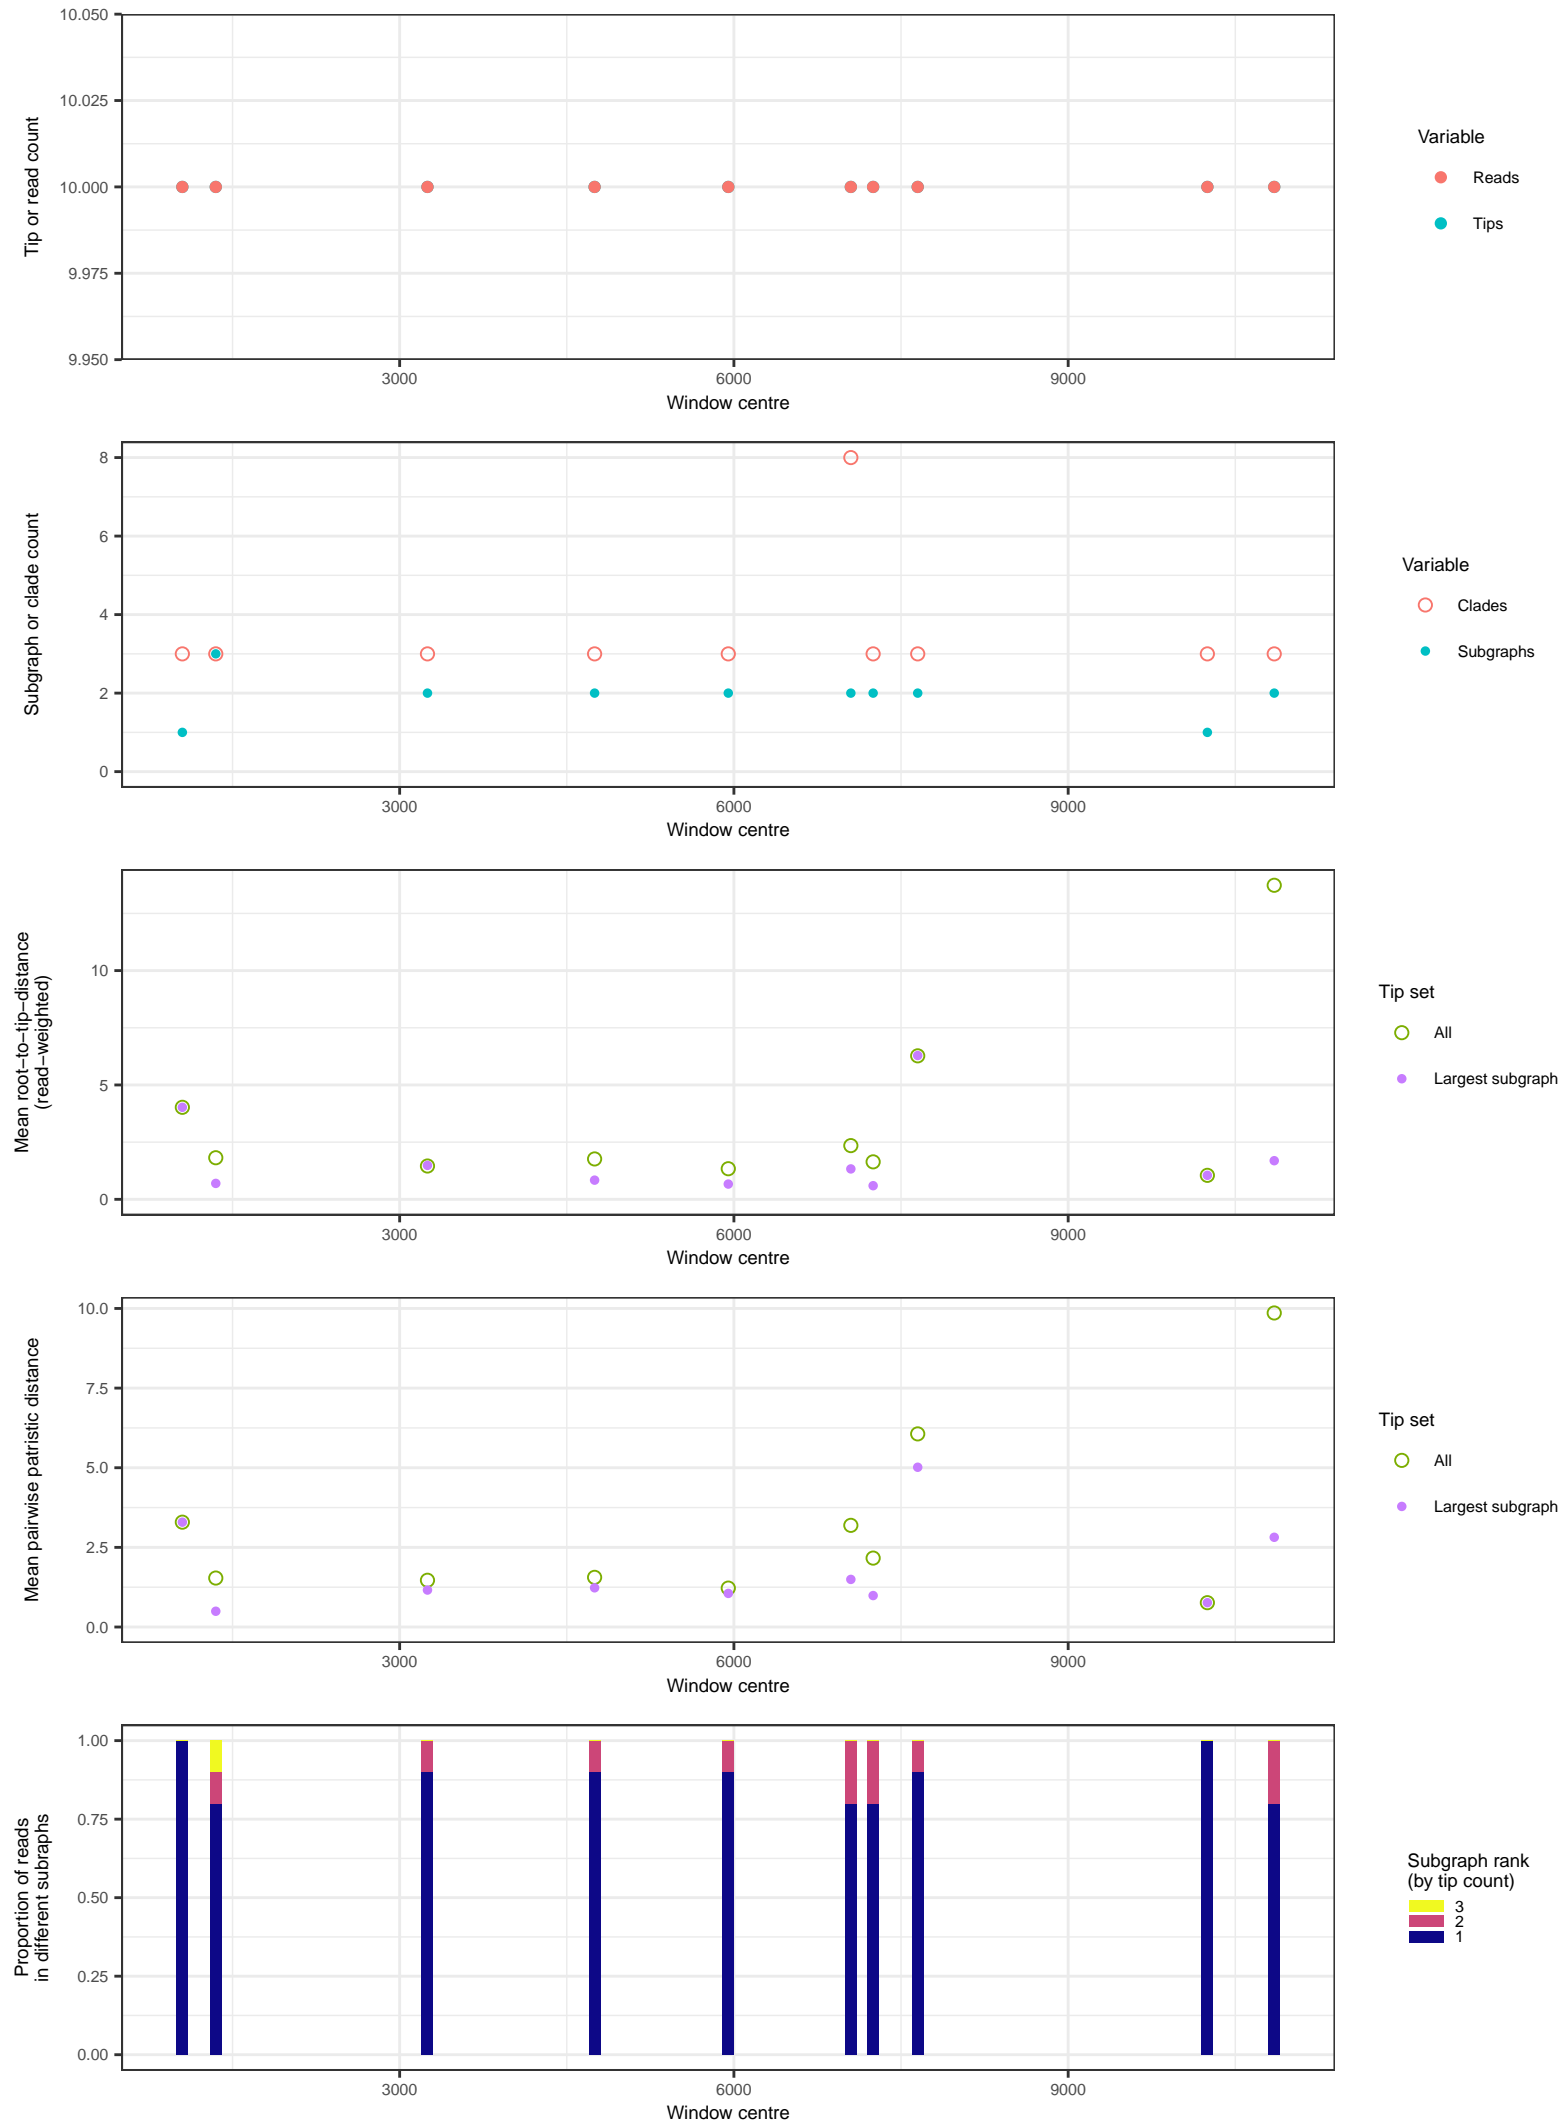 10.050
10.025
10.000
9.975
9.950
Tip or read count
3000
6000
9000
Window centre
Variable
Reads
Tips
8
6
4
2
0
Subgraph or clade count
3000
6000
9000
Window centre
Variable
Clades
Subgraphs
10
5
0
Mean root−to−tip−distance
(read−weighted)
3000
6000
9000
Window centre
Tip set
All
Largest subgraph
10.0
7.5
5.0
2.5
0.0
Mean pairwise patristic distance
3000
6000
9000
Window centre
Tip set
All
Largest subgraph
1.00
0.75
0.50
0.25
0.00
Proportion of reads
in different subraphs
3000
6000
9000
Window centre
Subgraph rank
(by tip count)
3
2
1